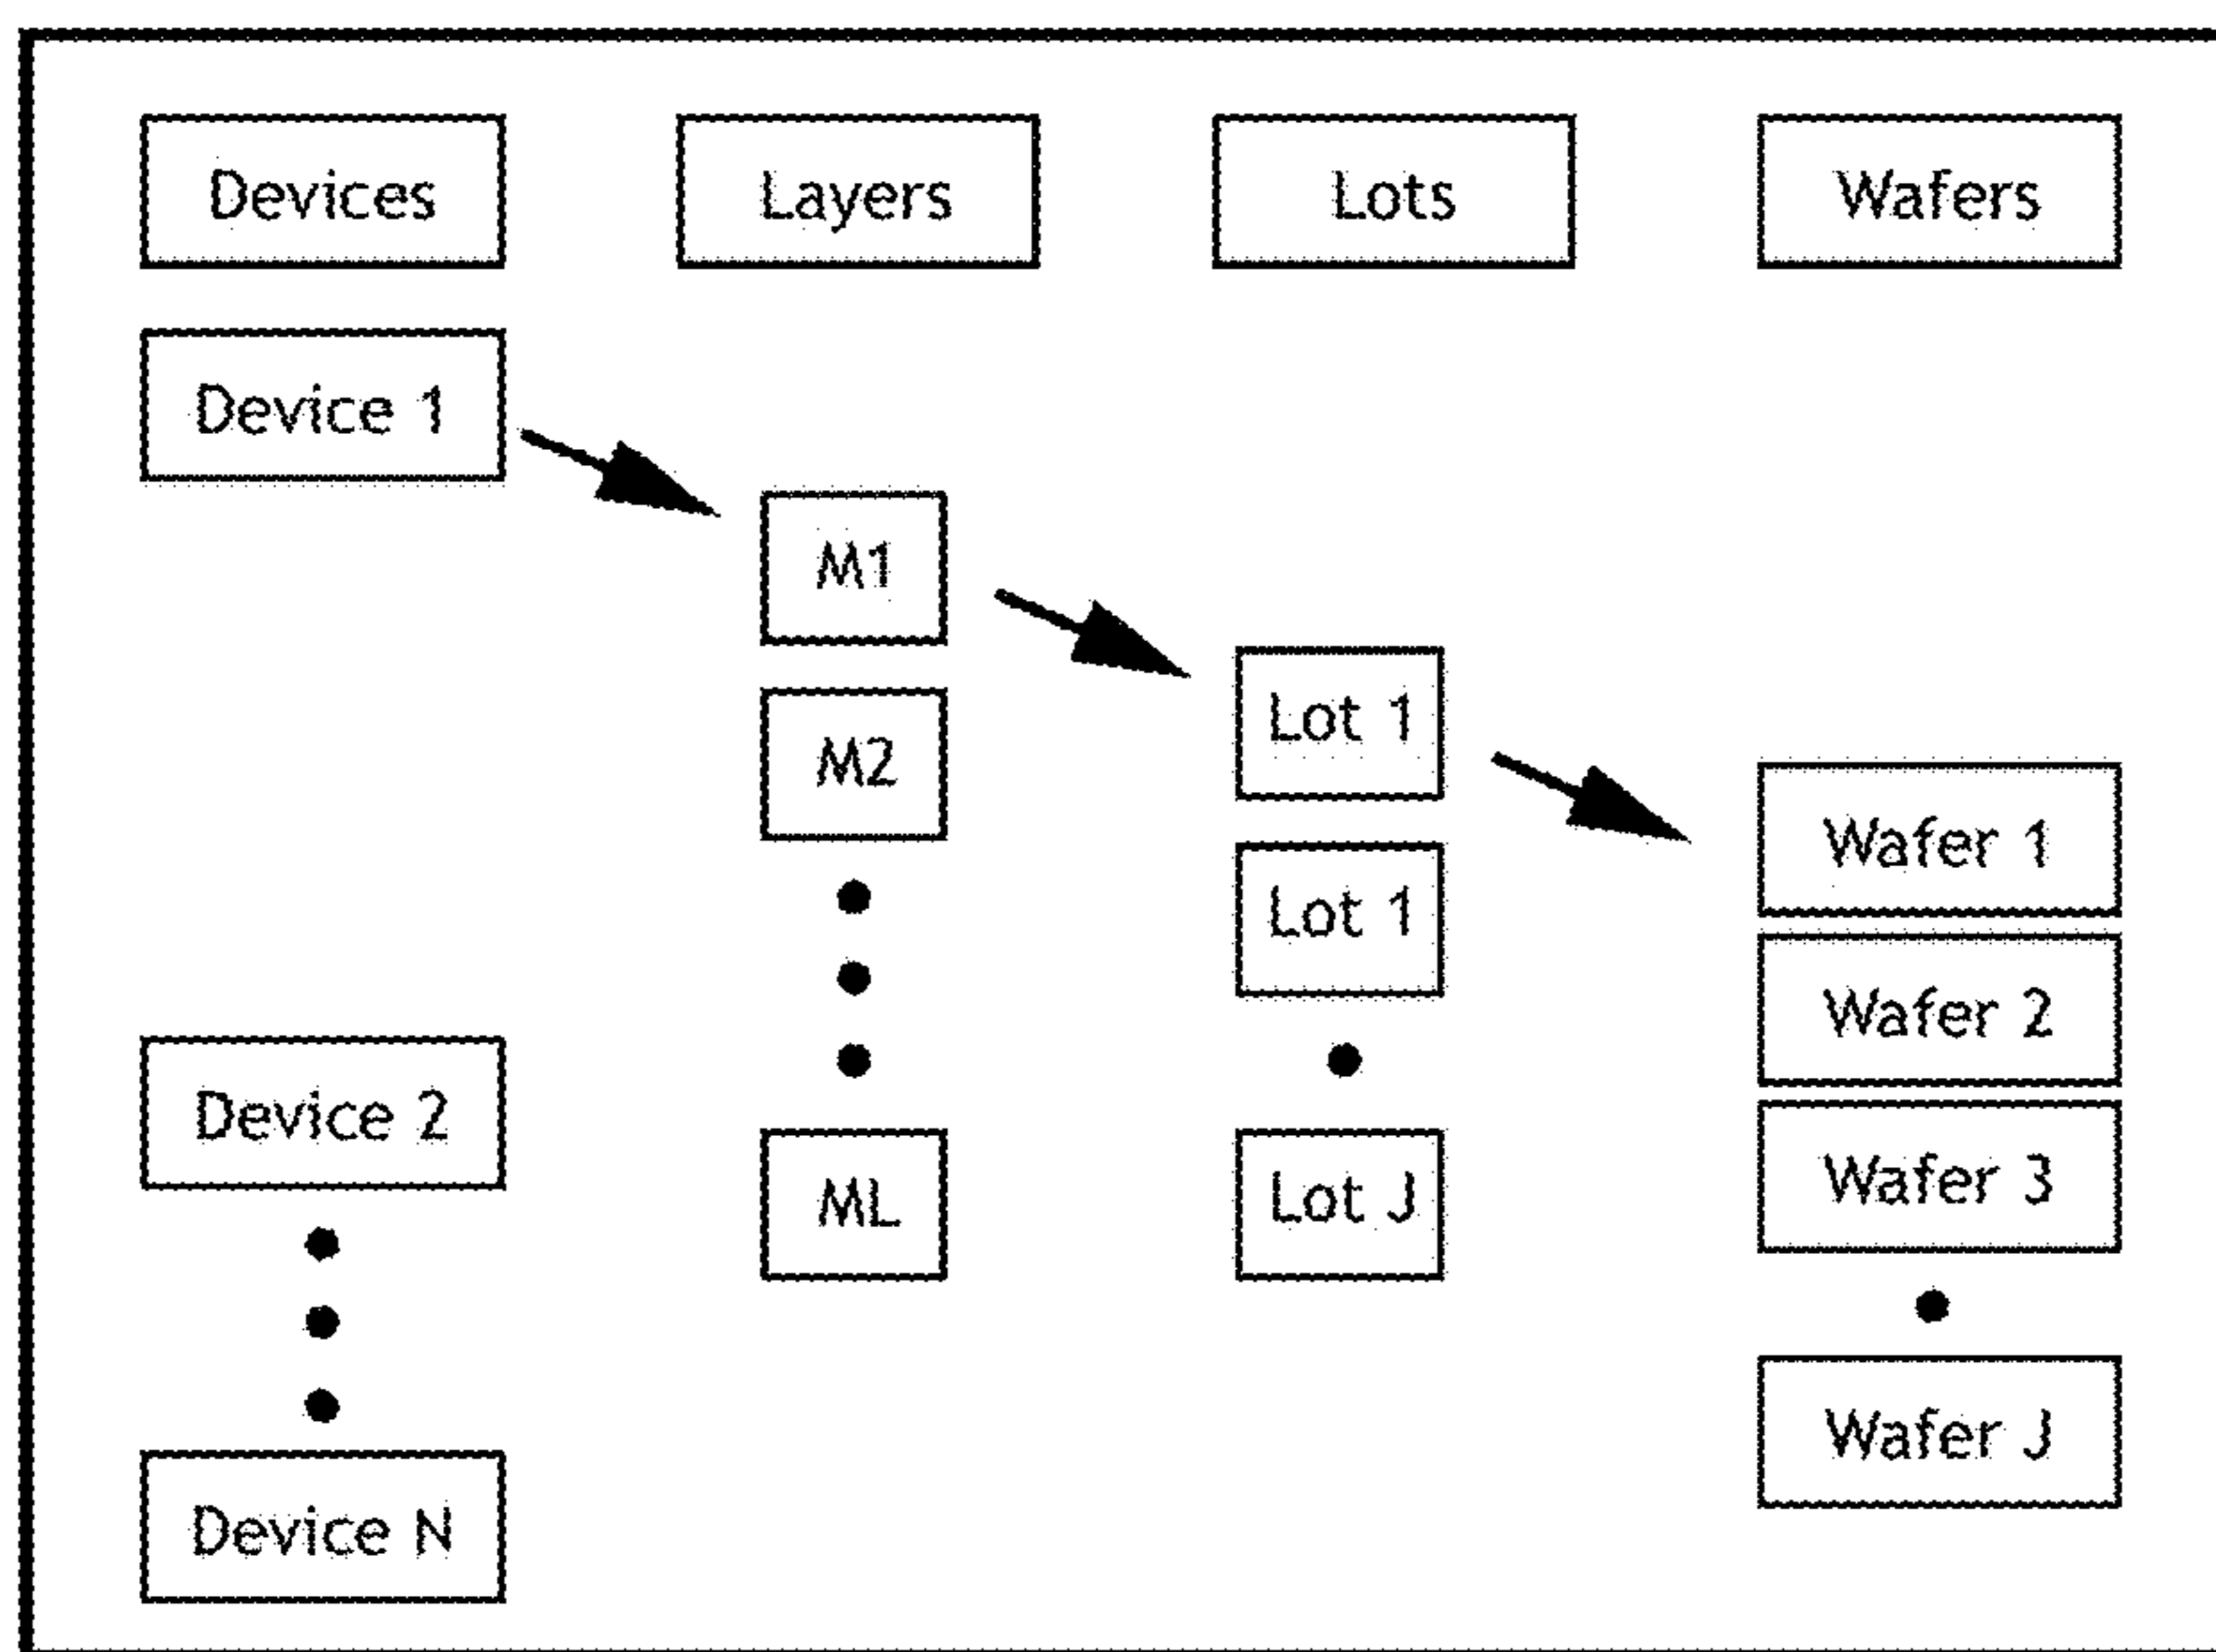 Devices
Layers
Lots
Wafers
Device 1
M1
M2
ML
Lot 1
Lot 1
Lot J
Wafer 1
Wafer 2
Wafer 3
Wafer J
Device 2
Device N